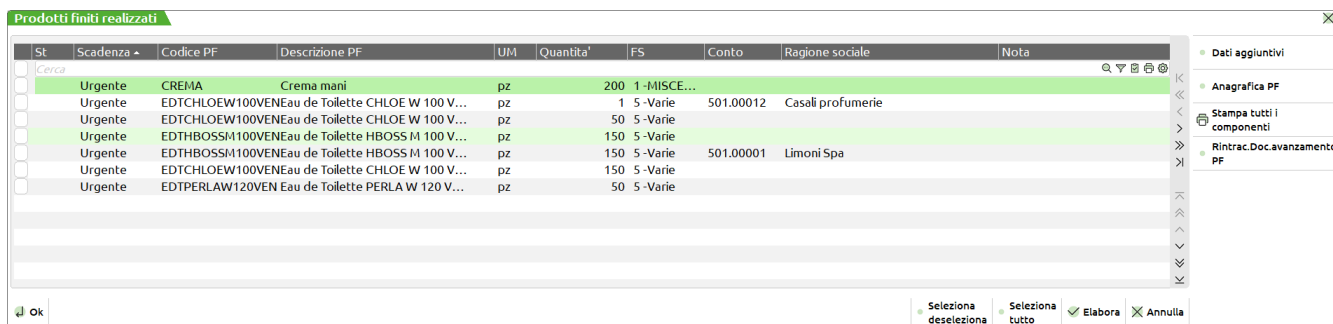 Prodotti finiti realizzati
St Scadenza Codice PF Descrizione PF UM Quantita' FS Conto Ragione sociale Nota
Cerca
Urgente CREMA Crema mani pz 200 1 -MISCE...
Urgente EDTCHLOEW100VEN Eau de Toilette CHLOE W 100 V... pz 1 5 -Varie 501.00012 Casali profumerie
Urgente EDTCHLOEW100VEN Eau de Toilette CHLOE W 100 V... pz 50 5 -Varie
Urgente EDTHBOSSM100VEN Eau de Toilette HBOSS M 100 V... pz 150 5 -Varie
Urgente EDTHBOSSM100VEN Eau de Toilette HBOSS M 100 V... pz 150 5 -Varie 501.00001 Limoni Spa
Urgente EDTCHLOEW100VEN Eau de Toilette CHLOE W 100 V... pz 150 5 -Varie
Urgente EDTPERLAW120VEN Eau de Toilette PERLA W 120 V... pz 50 5 -Varie
Dati aggiuntivi
Anagrafica PF
Stampa tutti i
componenti
Rintrac.Doc.avanzamento
PF
Ok
Seleziona
deseleziona
Seleziona
tutto
Elabora
Annulla